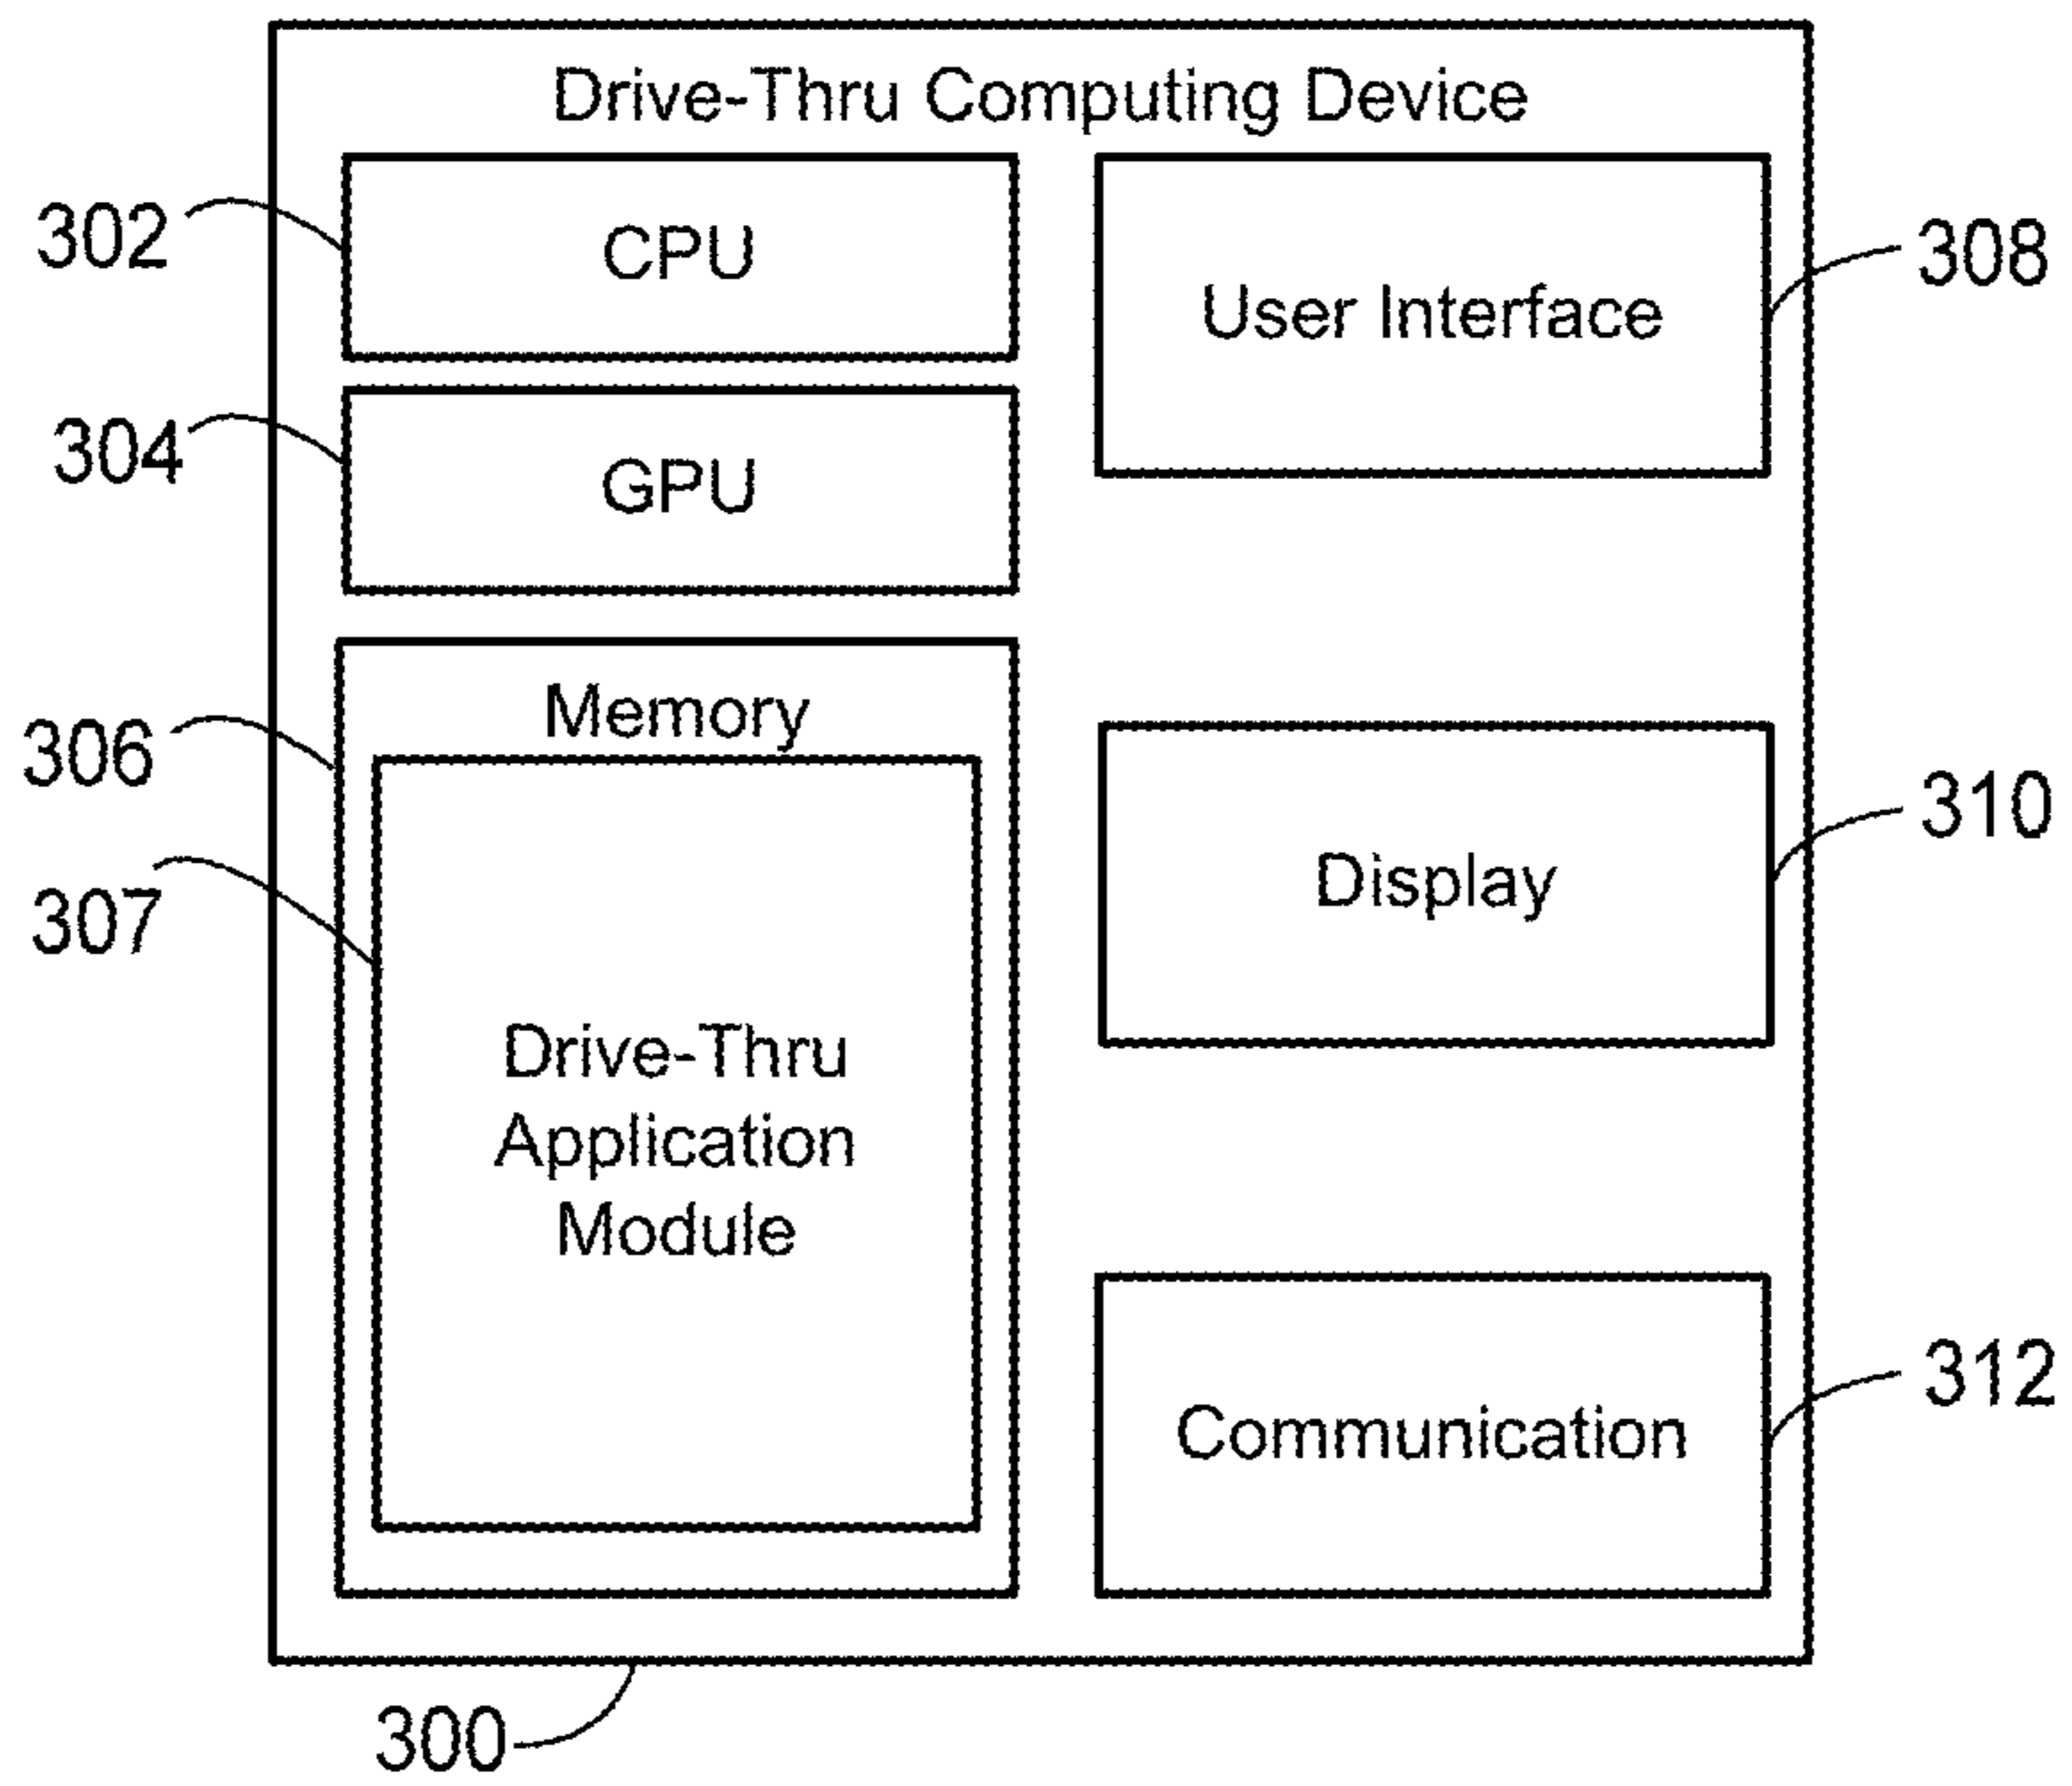 Drive-Thru Computing Device
302
CPU
User Interface
308
304
GPU
306
Memory
307
Drive-Thru
Application
Module
310
Display
312
Communication
300